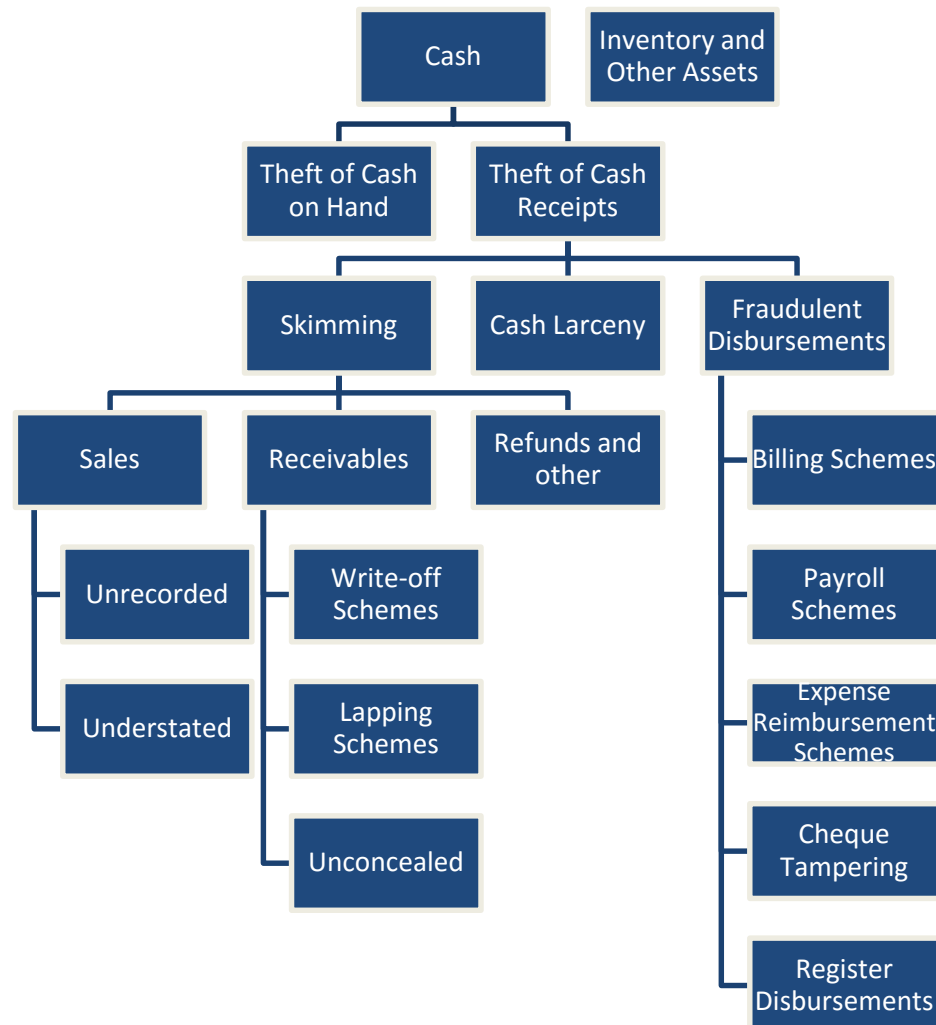 Cash
Inventory and
Other Assets
Theft of Cash
on Hand
Theft of Cash
Receipts
Skimming
Cash Larceny
Fraudulent
Disbursements
Sales
Receivables
Refunds and
other
Billing Schemes
Unrecorded
Write-off
Schemes
Payroll
Schemes
Understated
Lapping
Schemes
Expense
Reimbursement
Schemes
Unconcealed
Cheque
Tampering
Register
Disbursements